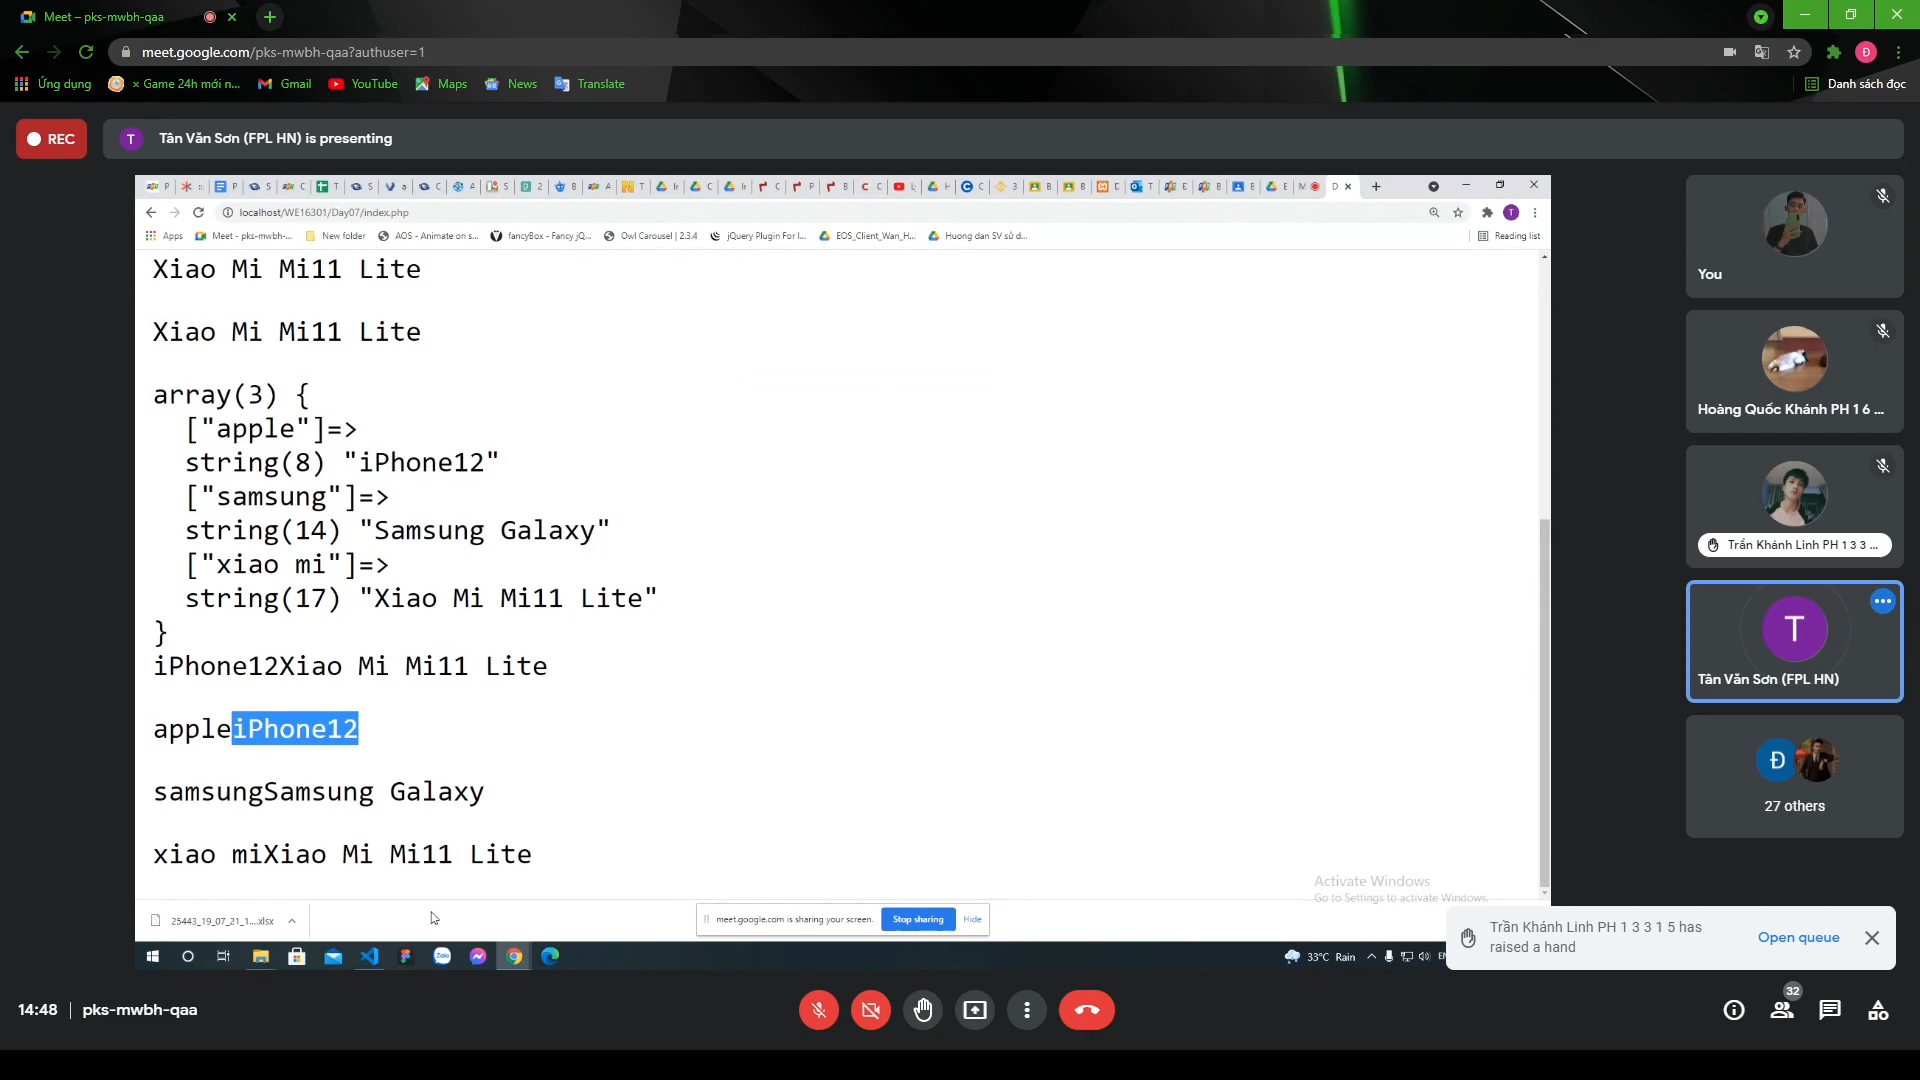 Meet – pks-mwbh-qaa
meet.google.com/pks-mwbh-qaa?authuser=1
Ứng dụng
× Game 24h mới n...
Gmail
YouTube
Maps
News
Translate
Danh sách đọc
REC
T
Tân Văn Sơn (FPL HN) is presenting
localhost/WE16301/Day07/index.php
Apps
Meet - pks-mwbh-...
New folder
AOS - Animate on s...
fancyBox - Fancy jQ...
Owl Carousel | 2.3.4
jQuery Plugin For I...
EOS_Client_Wan_H...
Huong dan SV sử d...
Reading list
Xiao Mi Mi11 Lite
Xiao Mi Mi11 Lite
array(3) {
["apple"]=>
string(8) "iPhone12"
["samsung"]=>
string(14) "Samsung Galaxy"
["xiao mi"]=>
string(17) "Xiao Mi Mi11 Lite"
}
iPhone12Xiao Mi Mi11 Lite
appleiPhone12
samsungSamsung Galaxy
xiao miXiao Mi Mi11 Lite
Activate Windows
Go to Settings to activate Windows.
25443_19_07_21_1....xlsx
meet.google.com is sharing your screen.
Stop sharing
Hide
33°C Rain
You
Hoàng Quốc Khánh PH 1 6 ...
Trần Khánh Linh PH 1 3 3 ...
T
Tân Văn Sơn (FPL HN)
Đ
27 others
Trần Khánh Linh PH 1 3 3 1 5 has
raised a hand
Open queue
14:48
pks-mwbh-qaa
32